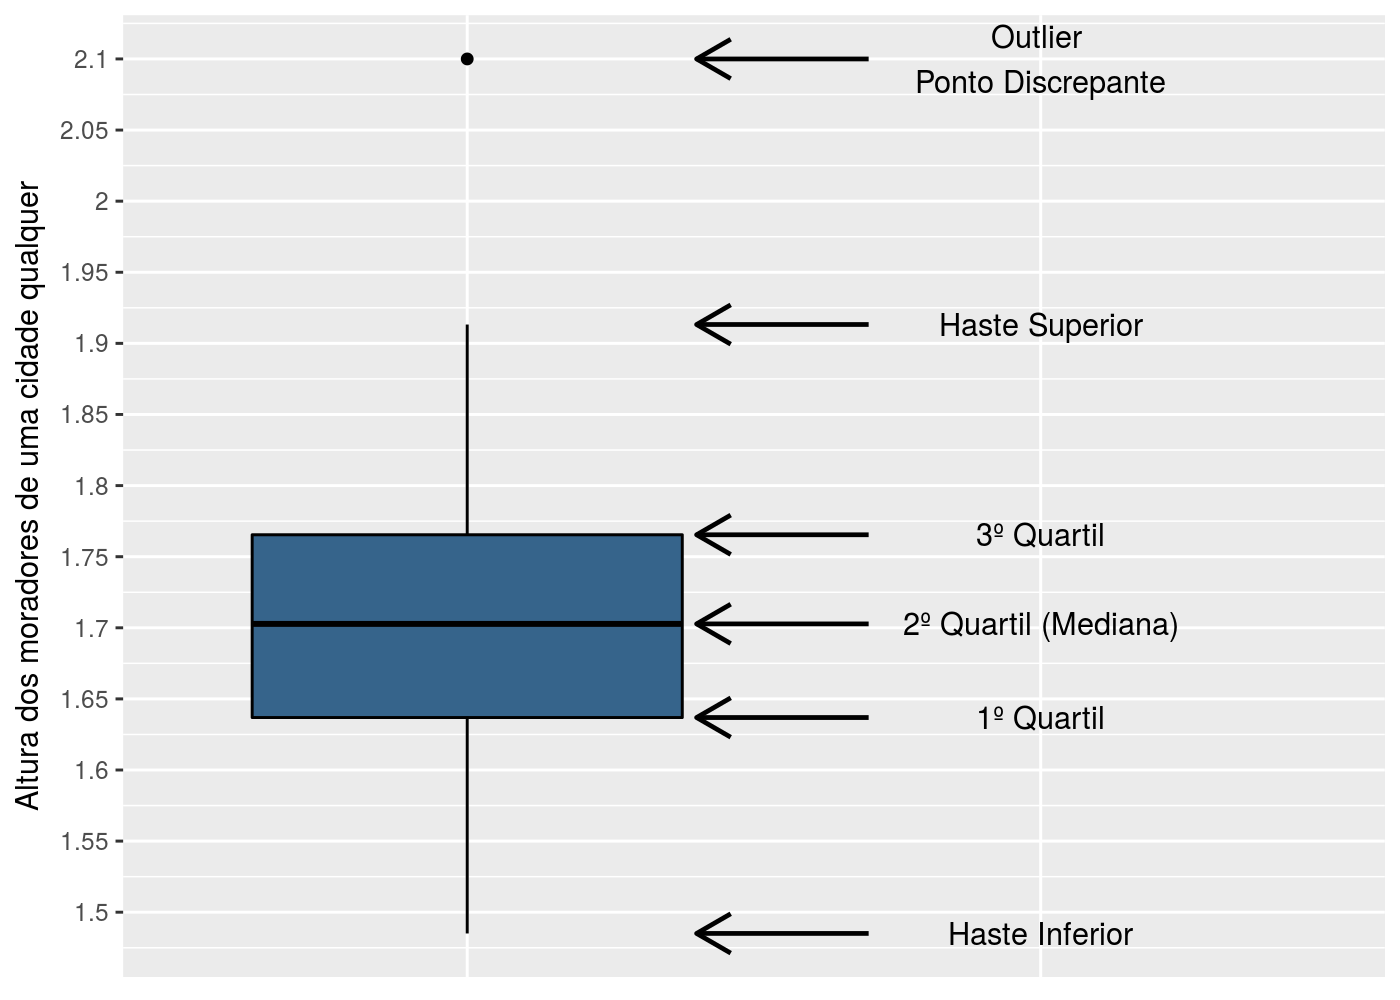 Altura dos moradores de uma cidade qualquer
2.1
2.05
2
1.95
1.9
1.85
1.8
1.75
1.7
1.65
1.6
1.55
1.5
Outlier
Ponto Discrepante
Haste Superior
3º Quartil
2º Quartil (Mediana)
1º Quartil
Haste Inferior